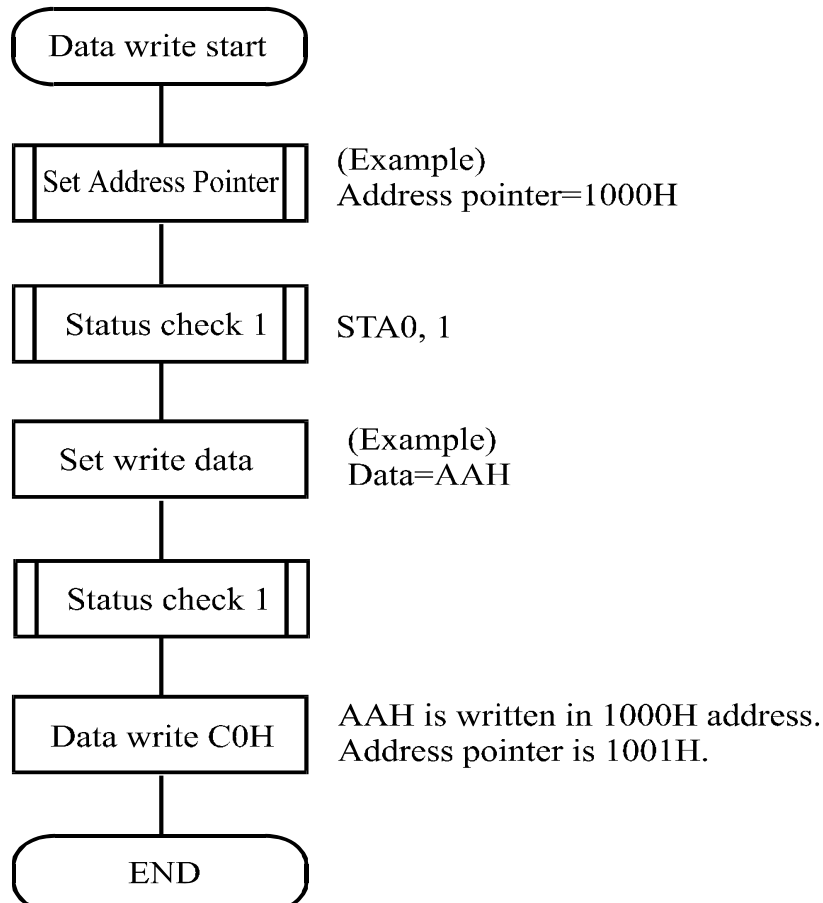 Data write start
Set Address Pointer
(Example)
Address pointer=1000H
Status check 1
STA0, 1
Set write data
(Example)
Data=AAH
Status check 1
Data write C0H
AAH is written in 1000H address.
Address pointer is 1001H.
END